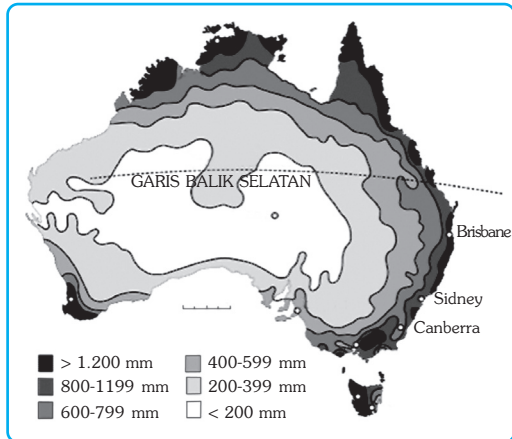 GARIS BALIK SELATAN
Brisbane
Sidney
Canberra
> 1.200 mm
800-1199 mm
600-799 mm
400-599 mm
200-399 mm
< 200 mm